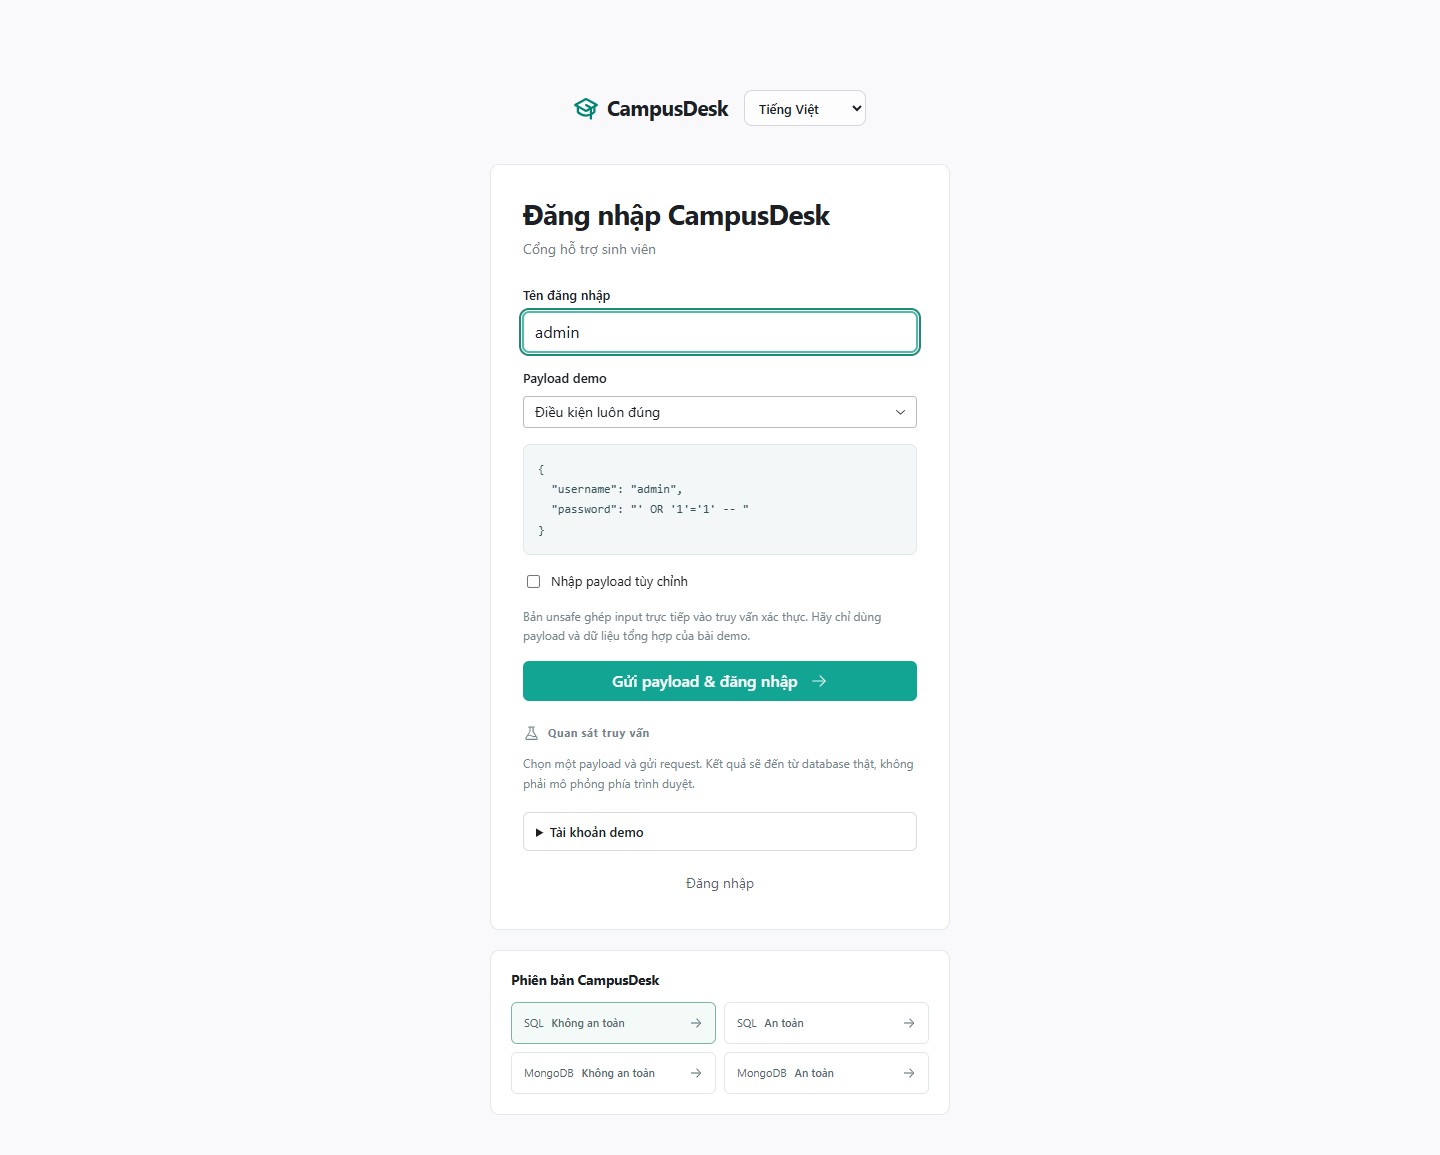 CampusDesk
Tiếng Việt
Đăng nhập CampusDesk
Cổng hỗ trợ sinh viên
Tên đăng nhập
admin
Payload demo
Điều kiện luôn đúng
{
"username": "admin",
"password": "' OR '1'='1' -- "
}
Nhập payload tùy chỉnh
Bản unsafe ghép input trực tiếp vào truy vấn xác thực. Hãy chỉ dùng
payload và dữ liệu tổng hợp của bài demo.
Gửi payload & đăng nhập
Quan sát truy vấn
Chọn một payload và gửi request. Kết quả sẽ đến từ database thật, không
phải mô phỏng phía trình duyệt.
Tài khoản demo
Đăng nhập
Phiên bản CampusDesk
SQL Không an toàn
SQL An toàn
MongoDB Không an toàn
MongoDB An toàn